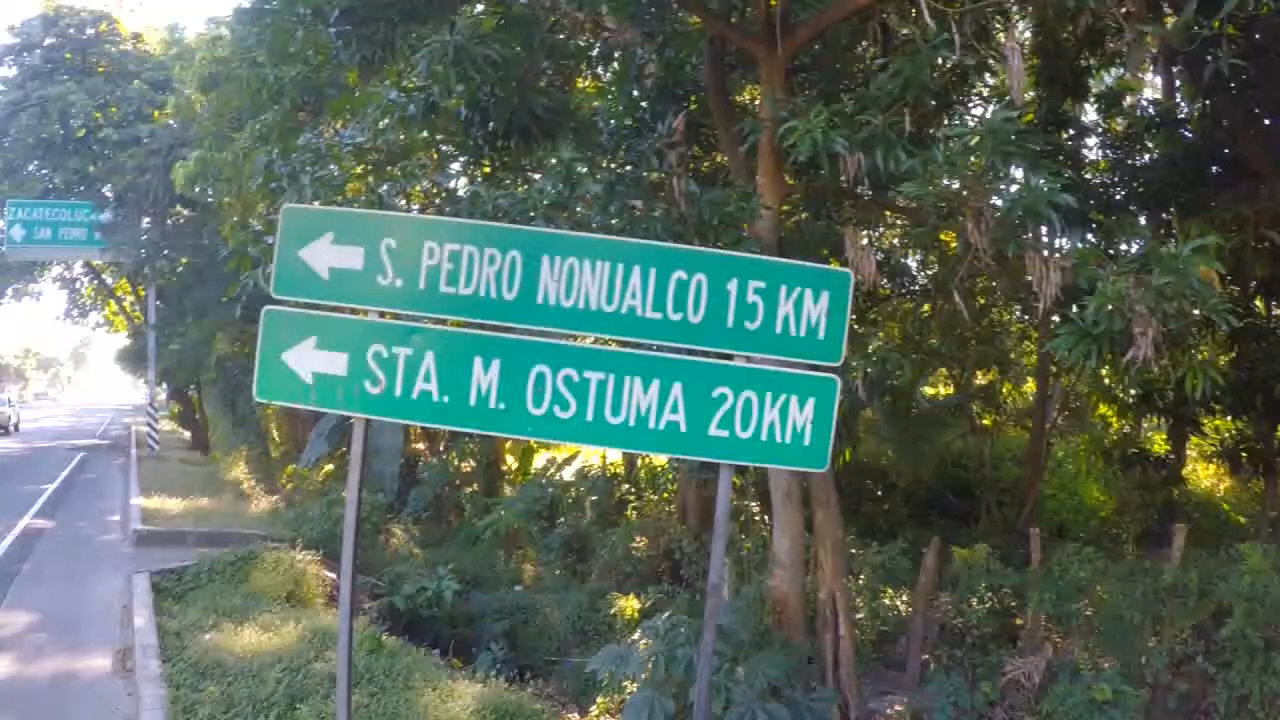 ZACATECOLUCA
SAN PEDRO N
S. PEDRO NONUALCO 15 KM
STA. M. OSTUMA 20KM